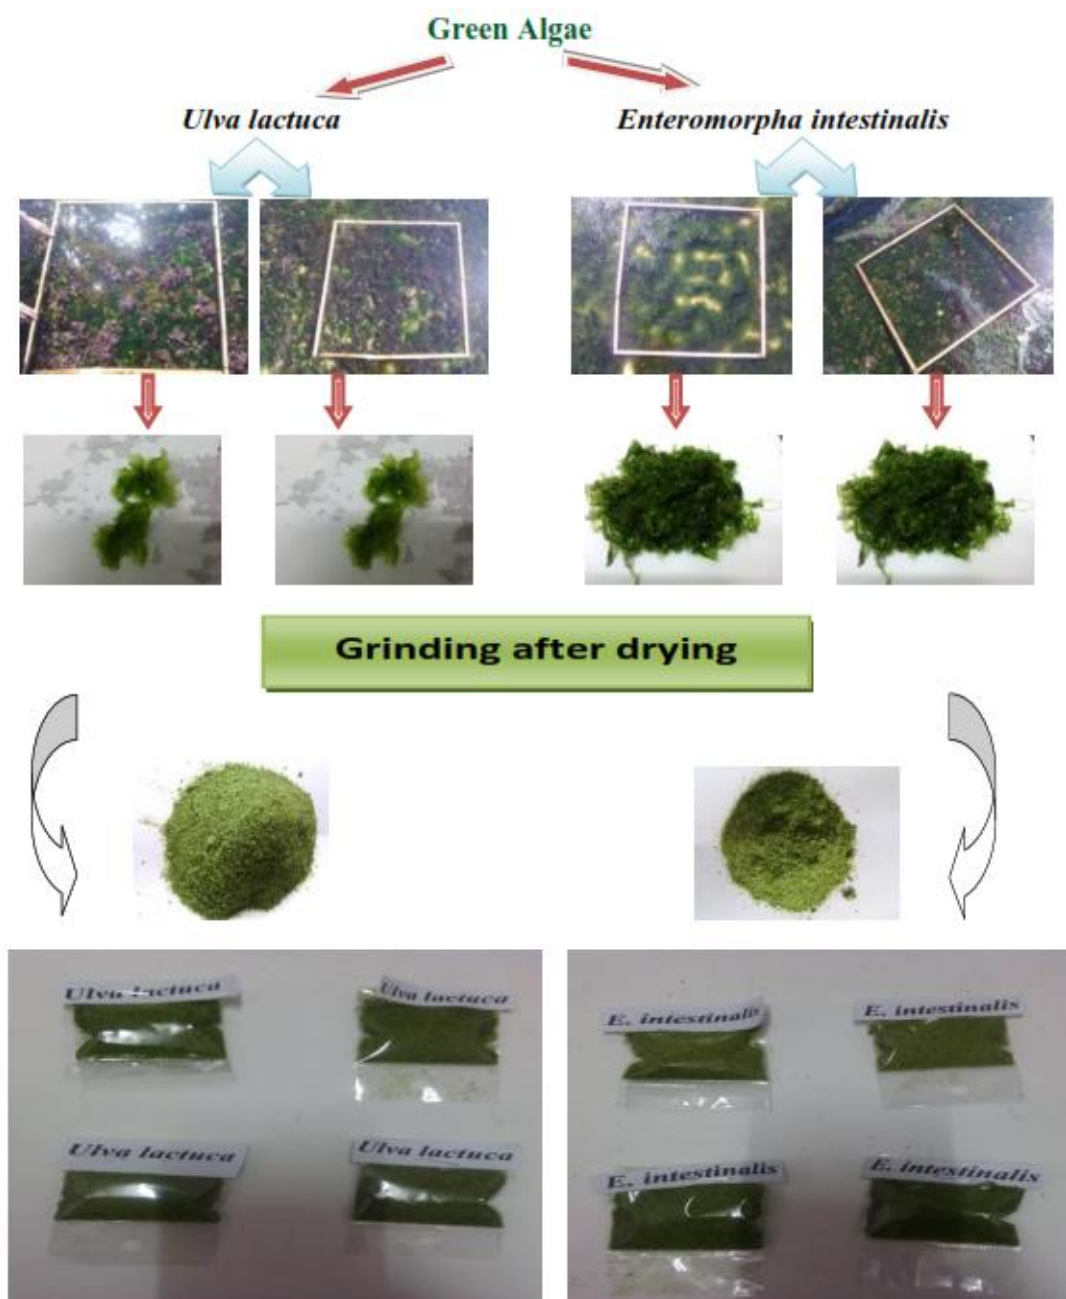 Green Algae
Ulva lactuca
Enteromorpha intestinalis
Grinding after drying
Ulva lactuca
Ulva lactuca
E. intestinalis
E. intestinalis
Ulva lactuca
Ulva lactuca
E. intestinalis
E. intestinalis